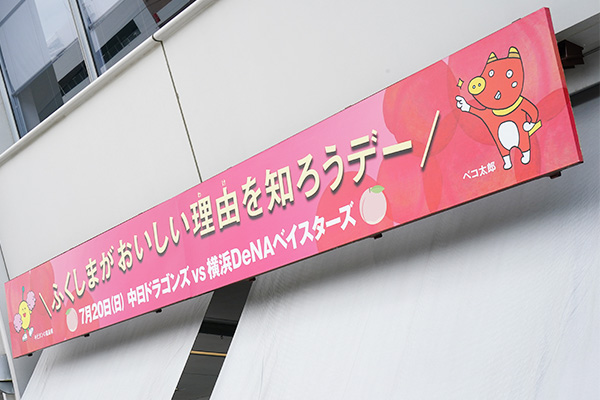 \ふくしまがおいしい理由を知ろうデー/
わけ
7月20日(日) 中日ドラゴンズ vs 横浜DeNAベイスターズ
ベコ太郎